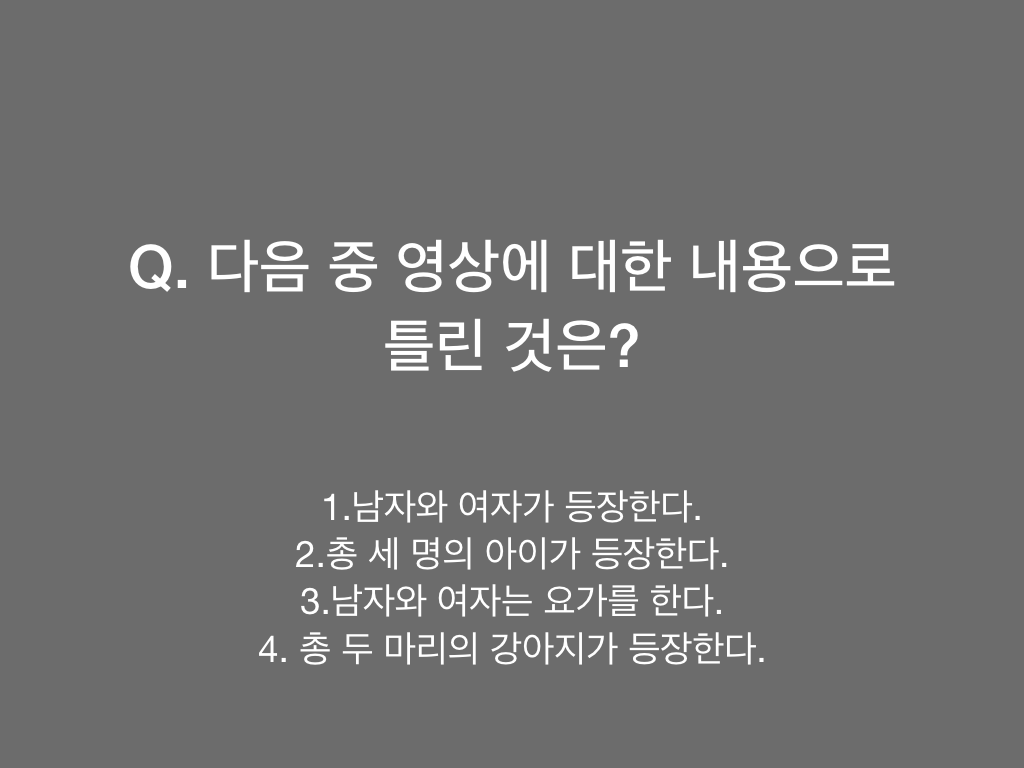 Q. 다음 중 영상에 대한 내용으로
틀린 것은?
1.남자와 여자가 등장한다.
2.총 세 명의 아이가 등장한다.
3.남자와 여자는 요가를 한다.
4. 총 두 마리의 강아지가 등장한다.